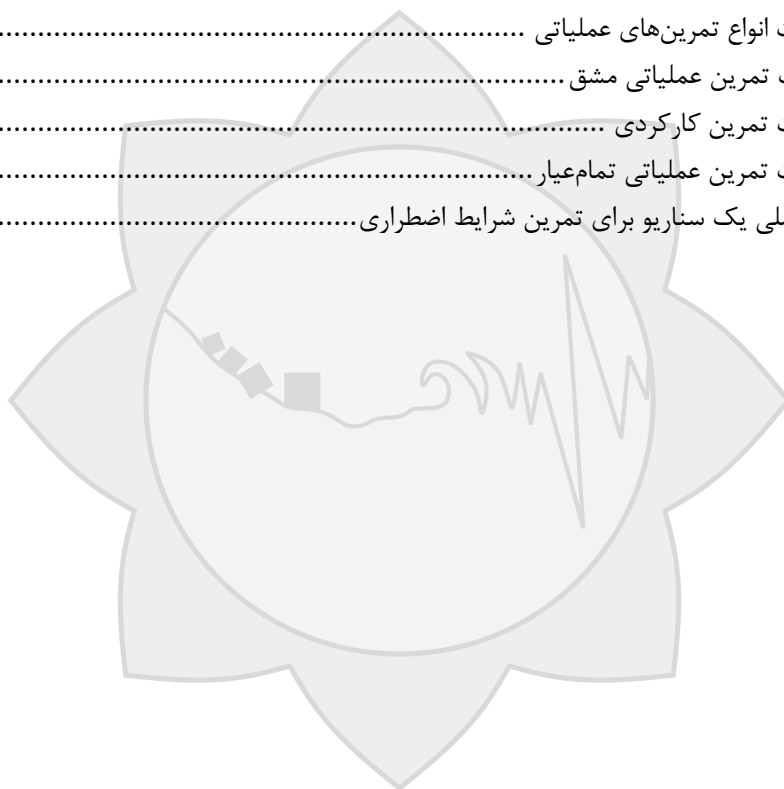 انواع تمرین‌های عملیاتی ................................................................
تمرین عملیاتی مشق ................................................................
تمرین کارکردی ................................................................
تمرین عملیاتی تمام‌عیار ................................................................
یک سناریو برای تمرین شرایط اضطراری ................................................